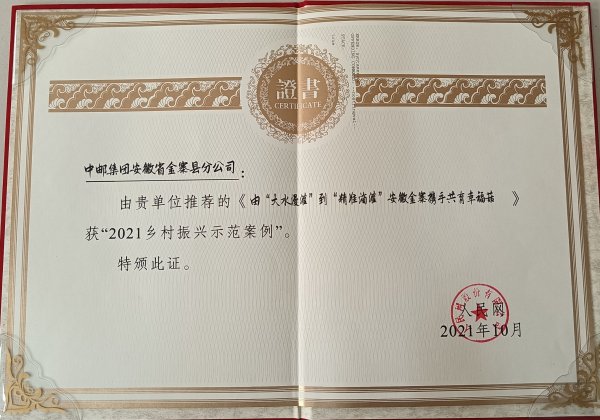 證書
CERTIFICATE
中邮集团安徽省金寨县分公司：
由贵单位推荐的《由“大水漫灌”到“精准滴灌”安徽金寨携手共育幸福菇》
获“2021乡村振兴示范案例”。
特颁此证。
人民网
2021年10月